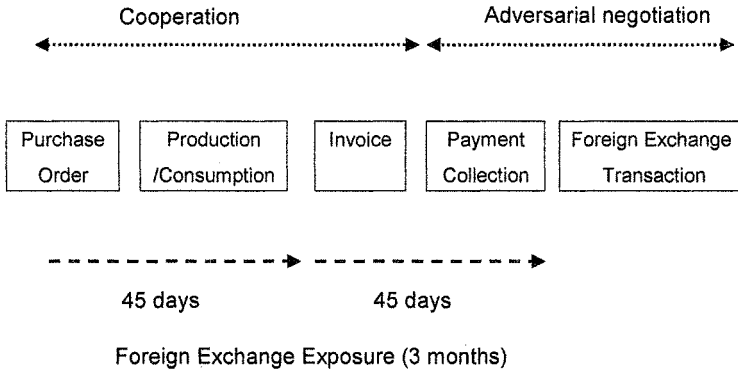 Cooperation
Adversarial negotiation
Purchase
Order
Production
/Consumption
Invoice
Payment
Collection
Foreign Exchange
Transaction
45 days
45 days
Foreign Exchange Exposure (3 months)